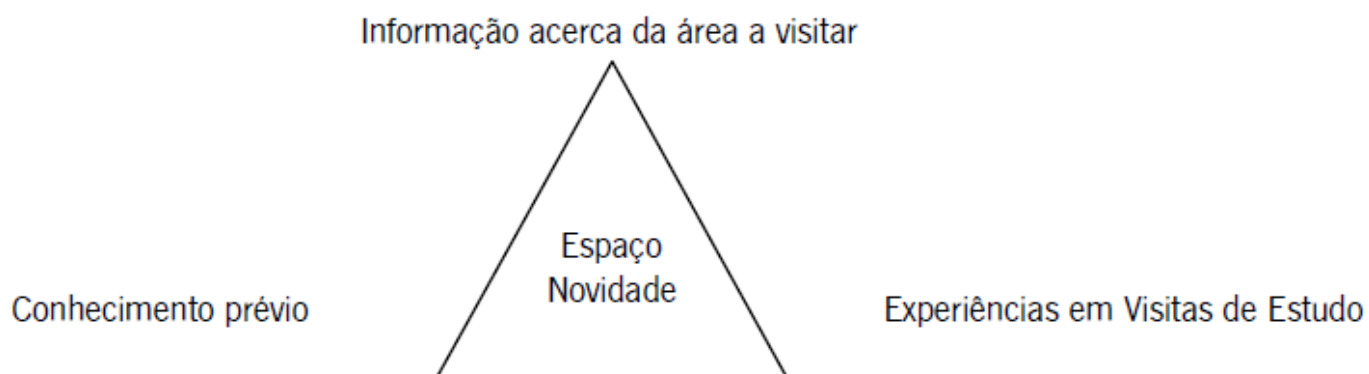 Informação acerca da área a visitar
Espaço
Novidade
Conhecimento prévio
Experiências em Visitas de Estudo